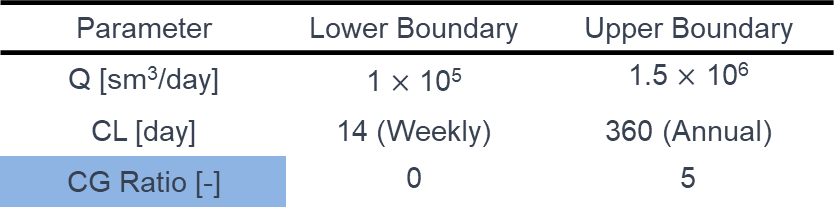 Parameter Lower Boundary Upper Boundary
Q [sm³/day] 1 × 10⁵ 1.5 × 10⁶
CL [day] 14 (Weekly) 360 (Annual)
CG Ratio [-] 0 5